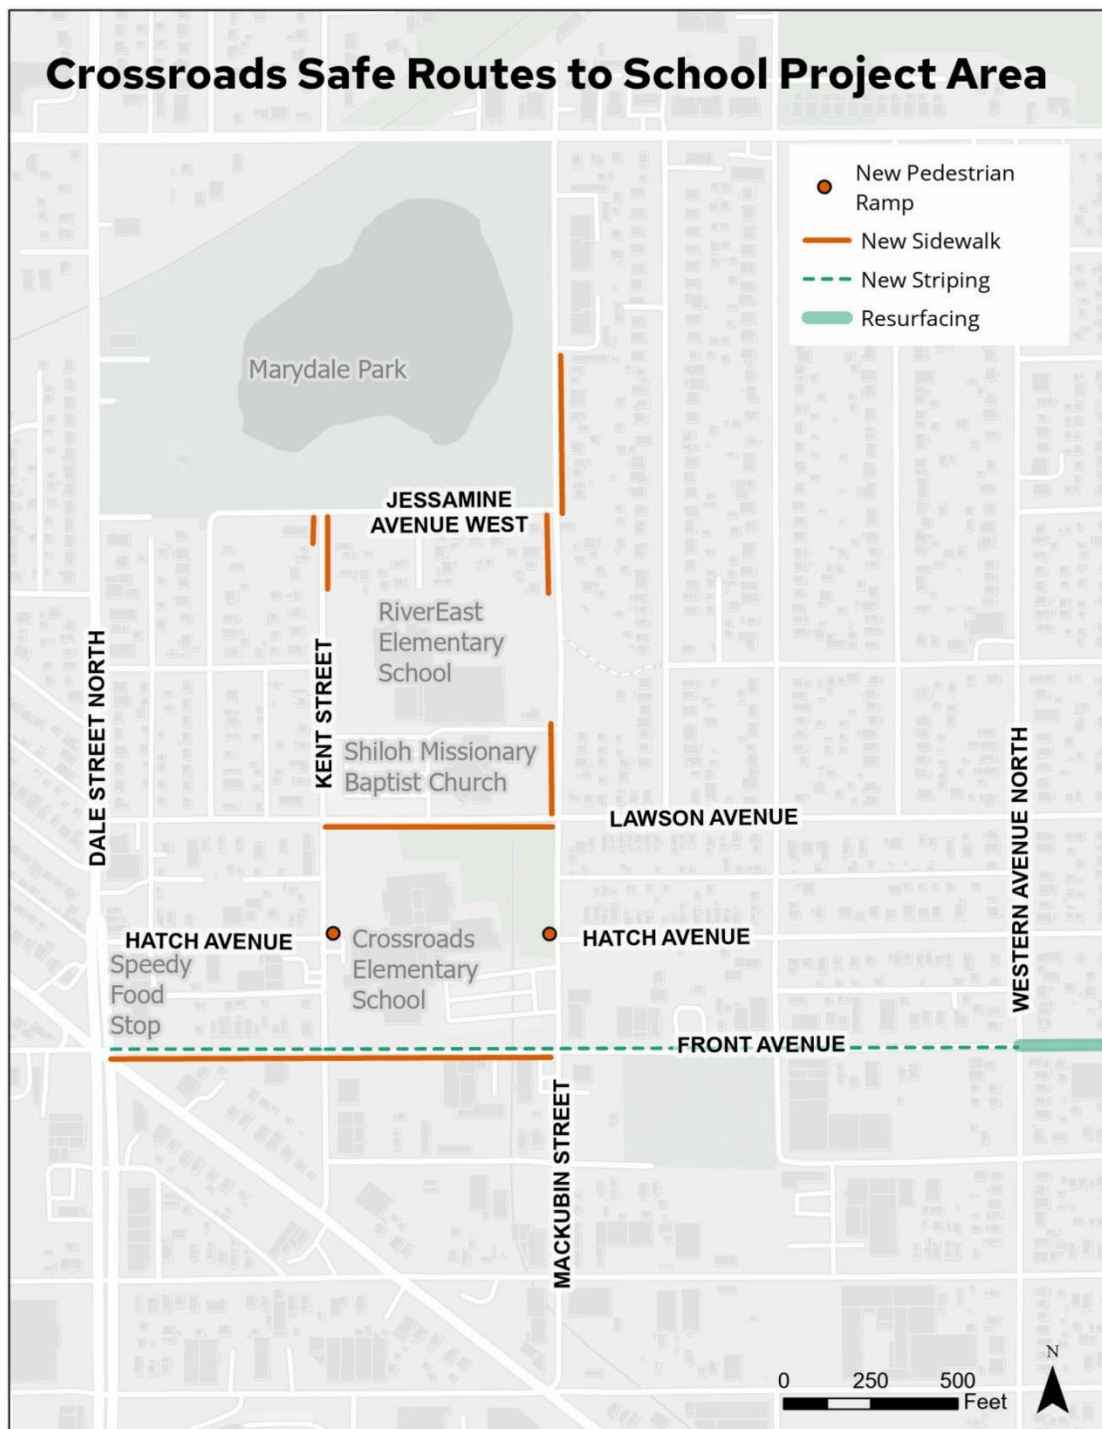 Crossroads Safe Routes to School Project Area
New Pedestrian
Ramp
New Sidewalk
New Striping
Resurfacing
Marydale Park
JESSAMINE
AVENUE WEST
RiverEast
Elementary
School
DALE STREET NORTH
KENT STREET
Shiloh Missionary
Baptist Church
WESTERN AVENUE NORTH
LAWSON AVENUE
HATCH AVENUE
Crossroads
Elementary
School
HATCH AVENUE
Speedy
Food
Stop
FRONT AVENUE
MACKUBIN STREET
N
0 250 500
Feet